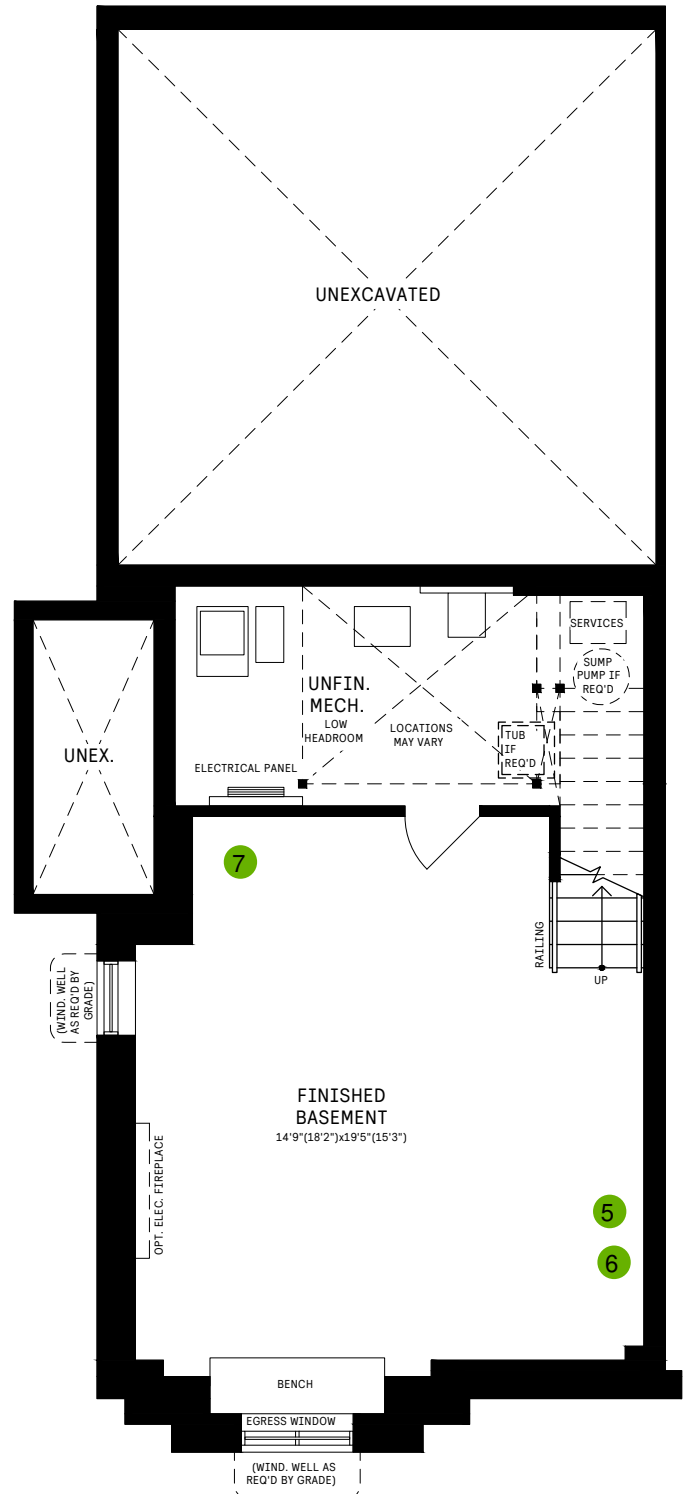 UNEXCAVATED
SERVICES
SUMP
PUMP IF
REQ'D
UNFIN.
MECH.
LOW
HEADROOM
LOCATIONS
MAY VARY
TUB
IF
REQ'D
UNEX.
ELECTRICAL PANEL
7
RAILING
UP
(WIND. WELL
AS REQ'D BY
GRADE)
FINISHED
BASEMENT
14'9"(18'2")x19'5"(15'3")
OPT. ELEC. FIREPLACE
5
6
BENCH
EGRESS WINDOW
(WIND. WELL AS
REQ'D BY GRADE)